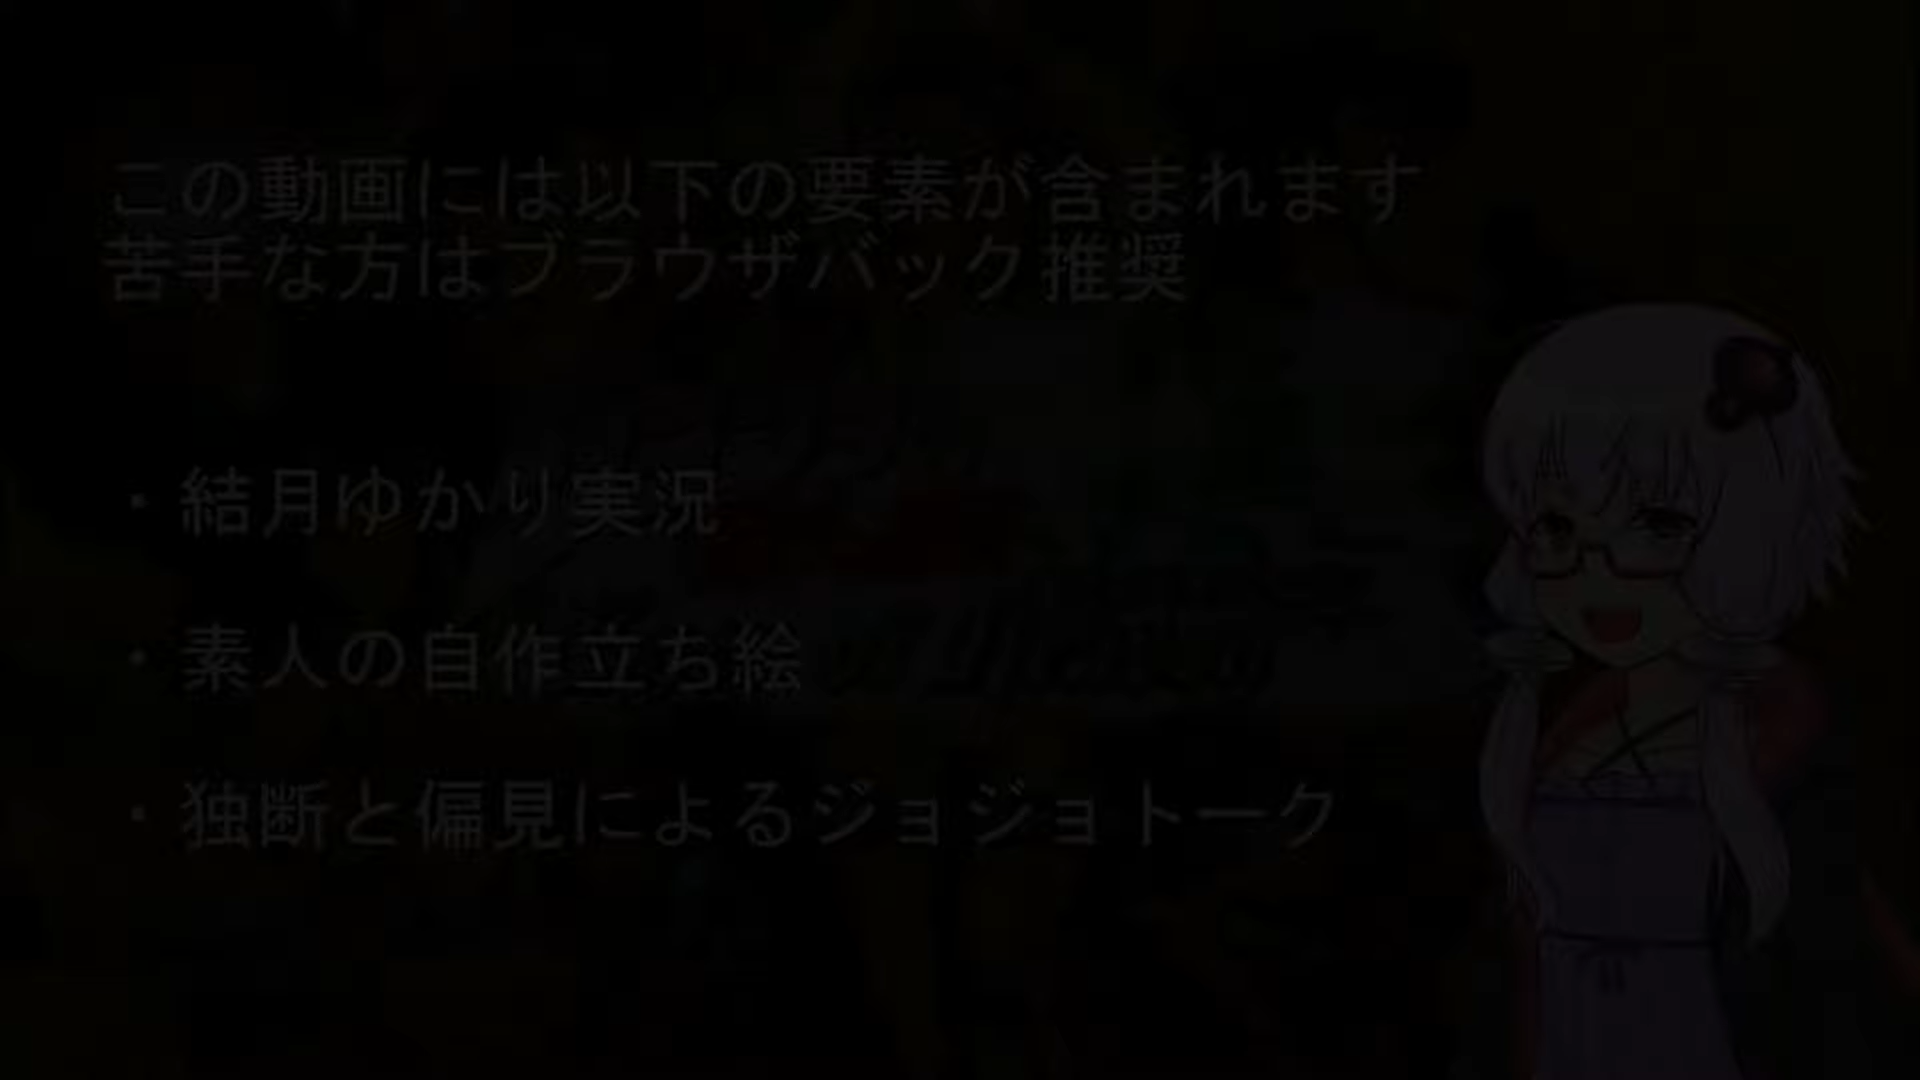 この動画には以下の要素が含まれます
苦手な方はブラウザバック推奨
・結月ゆかり実況
・素人の自作立ち絵
・独断と偏見によるジョジョトーク